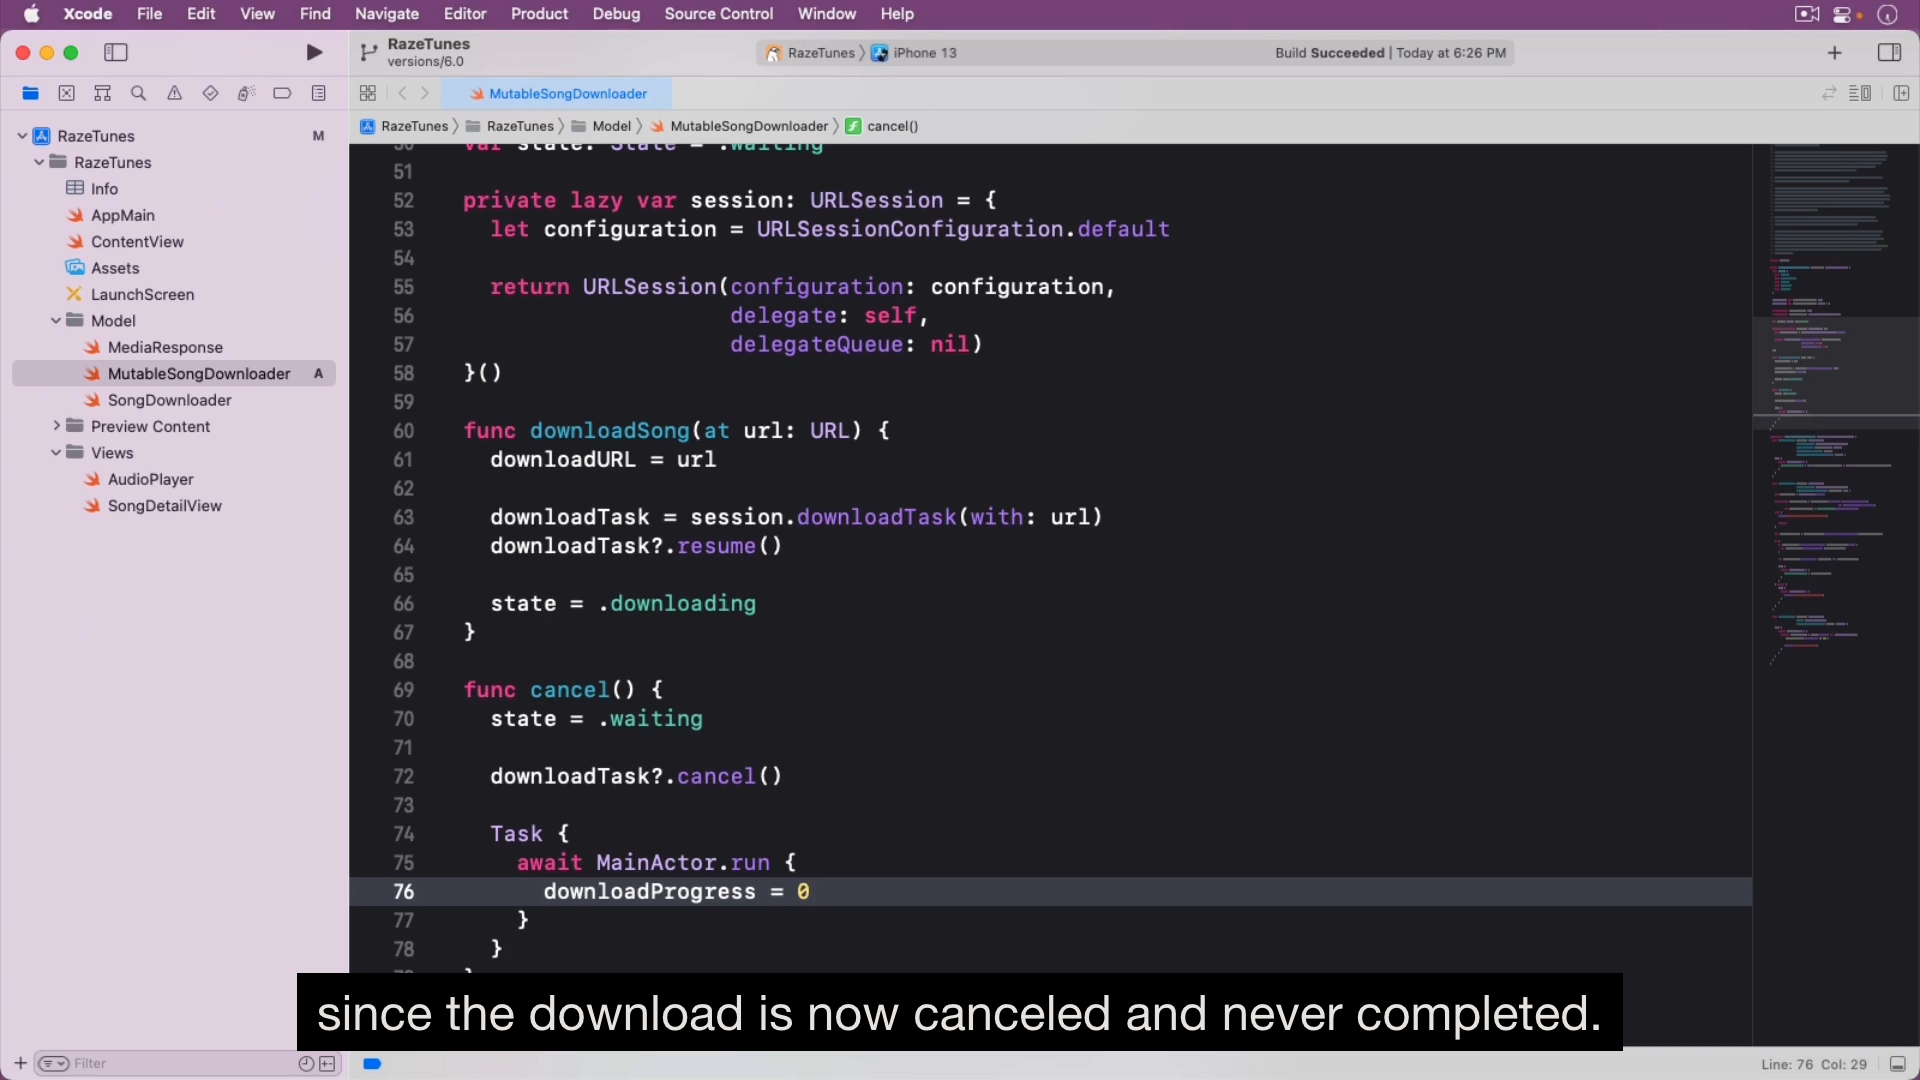 Xcode File Edit View Find Navigate Editor Product Debug Source Control Window Help
RazeTunes
versions/6.0
RazeTunes iPhone 13
Build Succeeded | Today at 6:26 PM
MutableSongDownloader
RazeTunes RazeTunes Model MutableSongDownloader cancel()
RazeTunes M
RazeTunes
Info
AppMain
ContentView
Assets
LaunchScreen
Model
MediaResponse
MutableSongDownloader A
SongDownloader
Preview Content
Views
AudioPlayer
SongDetailView
Filter
50 var state: State = .waiting
51
52 private lazy var session: URLSession = {
53 let configuration = URLSessionConfiguration.default
54
55 return URLSession(configuration: configuration,
56 delegate: self,
57 delegateQueue: nil)
58 }()
59
60 func downloadSong(at url: URL) {
61 downloadURL = url
62
63 downloadTask = session.downloadTask(with: url)
64 downloadTask?.resume()
65
66 state = .downloading
67 }
68
69 func cancel() {
70 state = .waiting
71
72 downloadTask?.cancel()
73
74 Task {
75 await MainActor.run {
76 downloadProgress = 0
77 }
78 }
since the download is now canceled and never completed.
Line: 76 Col: 29